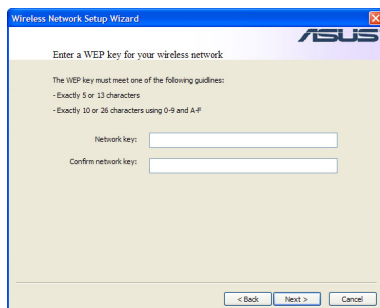 Wireless Network Setup Wizard
ASUS
Enter a WEP key for your wireless network
The WEP key must meet one of the following guidlines:
- Exactly 5 or 13 characters
- Exactly 10 or 26 characters using 0-9 and A-F
Network key:
Confirm network key:
< Back
Next >
Cancel